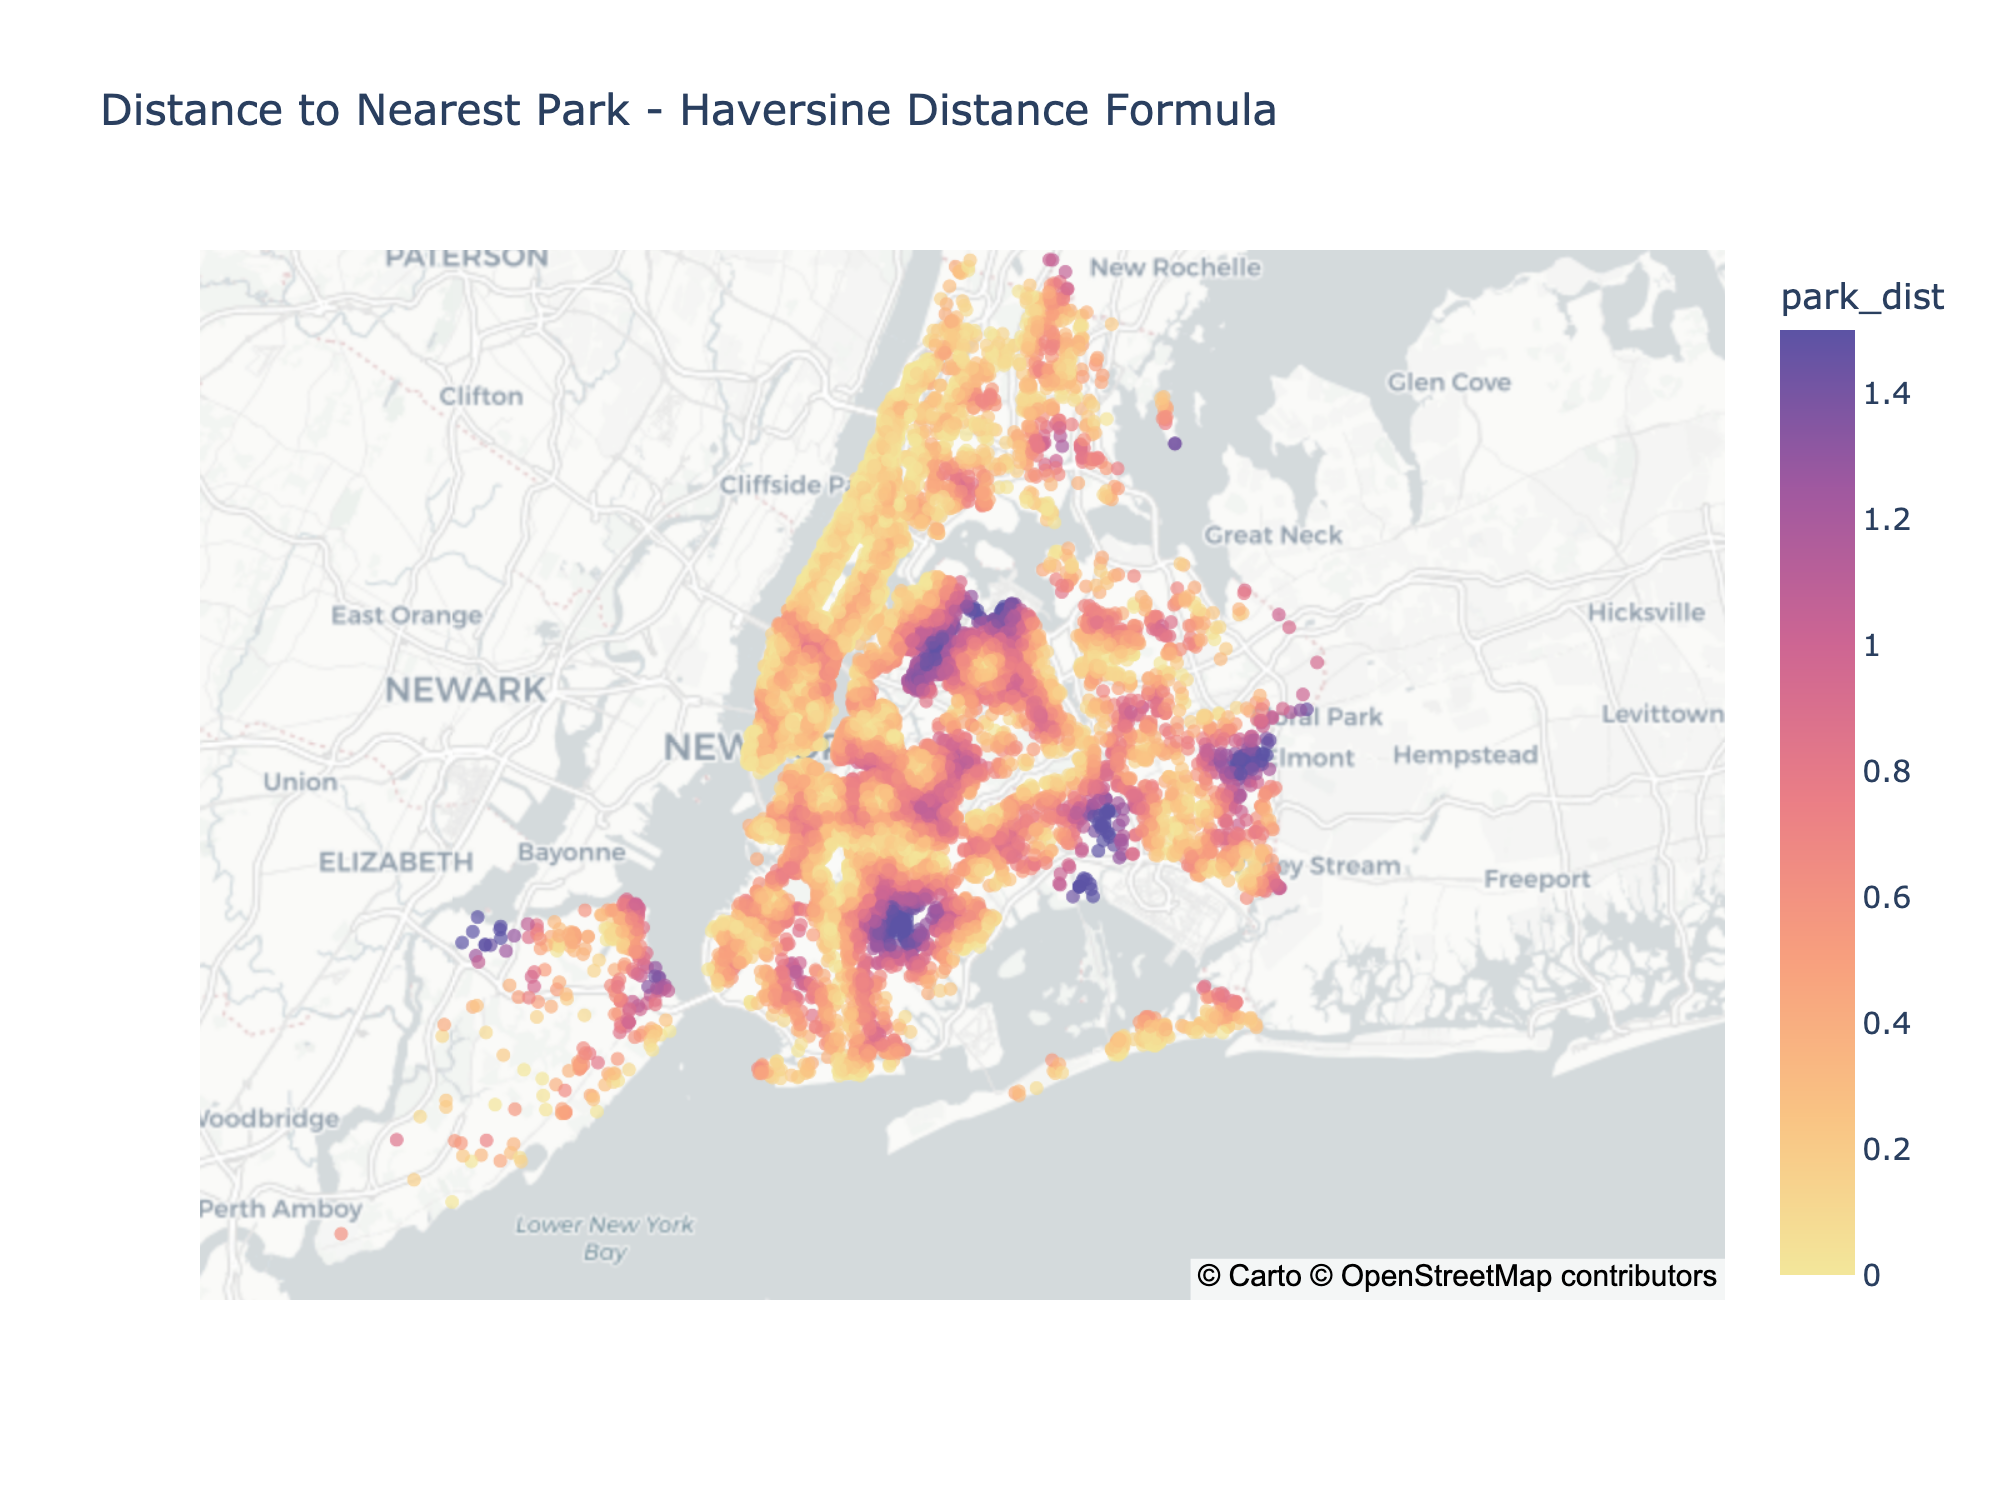 Distance to Nearest Park - Haversine Distance Formula
park_dist
PATERSON
New Rochelle
Clifton
Glen Cove
Cliffside Pa
Great Neck
East Orange
Hicksville
NEWARK
oral Park
Levittown
NEW
Elmont
Hempstead
Union
Bayonne
ELIZABETH
ey Stream
Freeport
Woodbridge
Perth Amboy
Lower New York
Bay
© Carto © OpenStreetMap contributors
1.4
1.2
1
0.8
0.6
0.4
0.2
0